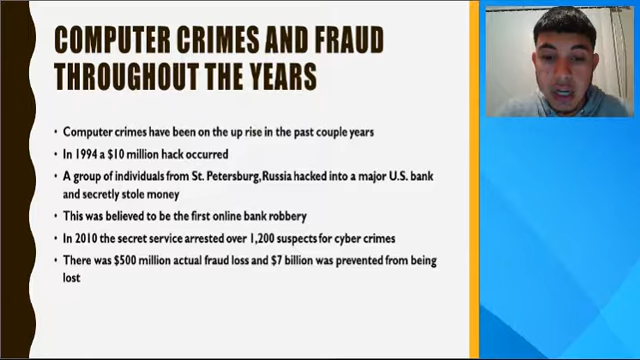 COMPUTER CRIMES AND FRAUD
THROUGHOUT THE YEARS
• Computer crimes have been on the up rise in the past couple years
• In 1994 a $10 million hack occurred
• A group of individuals from St. Petersburg, Russia hacked into a major U.S. bank
and secretly stole money
• This was believed to be the first online bank robbery
• In 2010 the secret service arrested over 1,200 suspects for cyber crimes
• There was $500 million actual fraud loss and $7 billion was prevented from being
lost